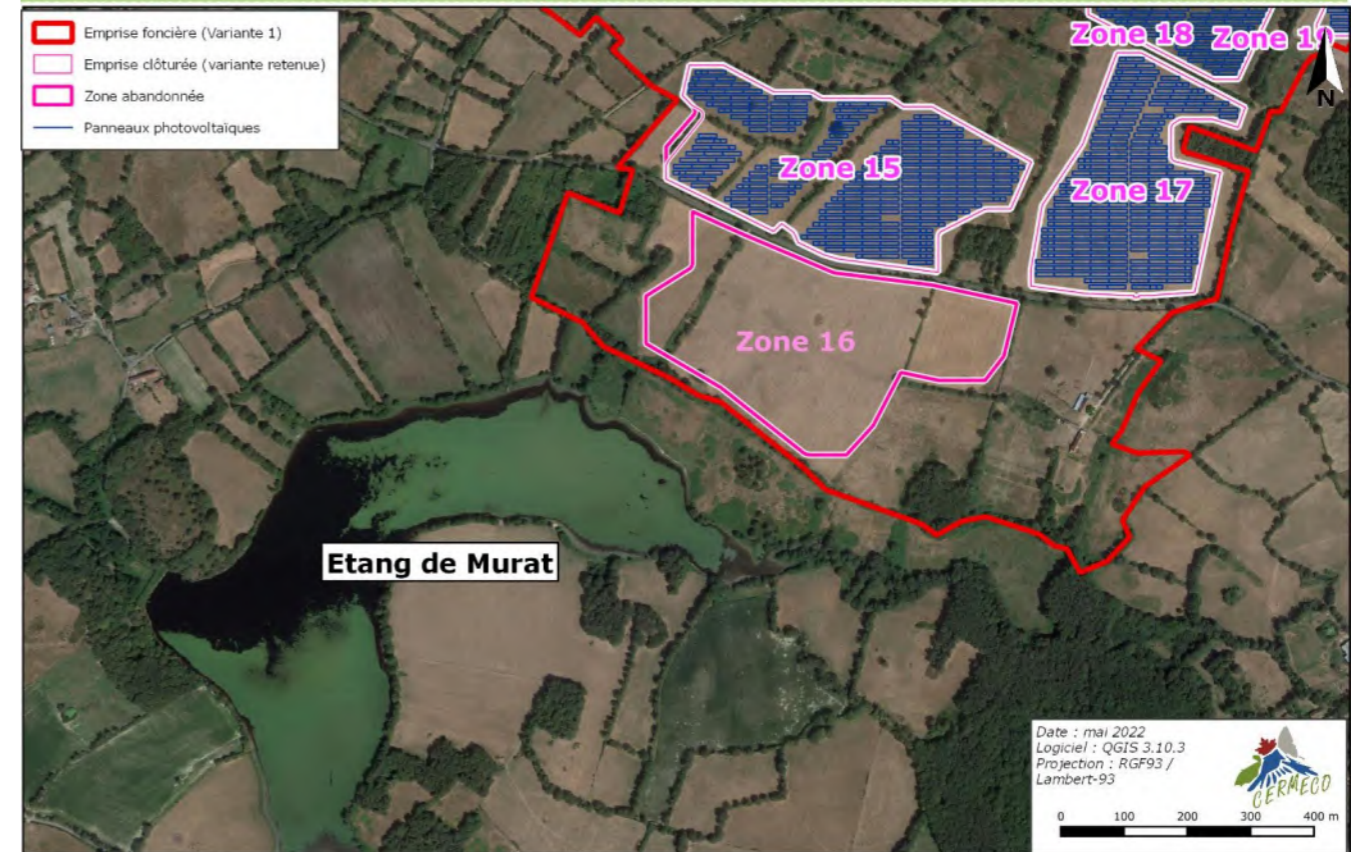 Emprise foncière (Variante 1)
Emprise clôturée (variante retenue)
Zone abandonnée
Panneaux photovoltaïques
Zone 18
Zone 19
N
Zone 15
Zone 17
Zone 16
Etang de Murat
Date : mai 2022
Logiciel : QGIS 3.10.3
Projection : RGF93 /
Lambert-93
CERMECO
0 100 200 300 400 m